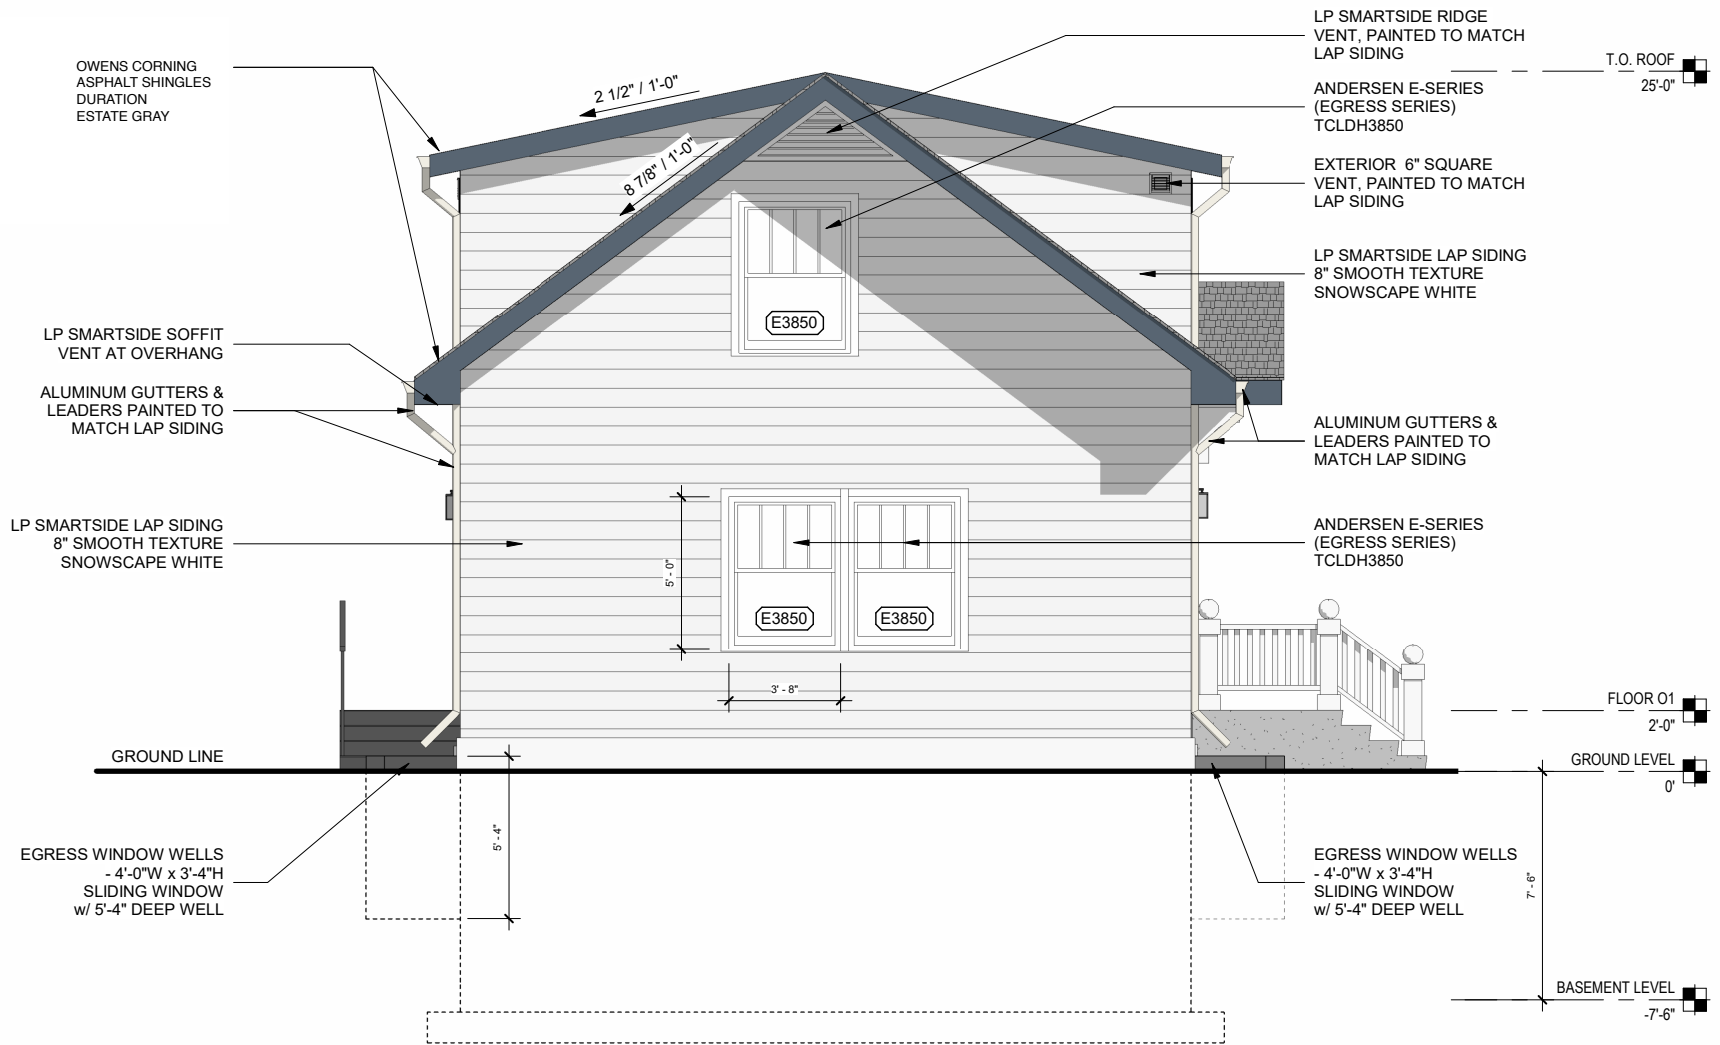 OWENS CORNING
ASPHALT SHINGLES
DURATION
ESTATE GRAY
2 1/2" / 1'-0"
8 7/8" / 1'-0"
LP SMARTSIDE RIDGE
VENT, PAINTED TO MATCH
LAP SIDING
ANDERSEN E-SERIES
(EGRESS SERIES)
TCLDH3850
EXTERIOR 6" SQUARE
VENT, PAINTED TO MATCH
LAP SIDING
LP SMARTSIDE LAP SIDING
8" SMOOTH TEXTURE
SNOWSCAPE WHITE
T.O. ROOF
25'-0"
E3850
LP SMARTSIDE SOFFIT
VENT AT OVERHANG
ALUMINUM GUTTERS &
LEADERS PAINTED TO
MATCH LAP SIDING
LP SMARTSIDE LAP SIDING
8" SMOOTH TEXTURE
SNOWSCAPE WHITE
ALUMINUM GUTTERS &
LEADERS PAINTED TO
MATCH LAP SIDING
ANDERSEN E-SERIES
(EGRESS SERIES)
TCLDH3850
5' - 0"
E3850
E3850
3' - 8"
FLOOR O1
2'-0"
GROUND LINE
GROUND LEVEL
0'
5' - 4"
EGRESS WINDOW WELLS
- 4'-0"W x 3'-4"H
SLIDING WINDOW
w/ 5'-4" DEEP WELL
EGRESS WINDOW WELLS
- 4'-0"W x 3'-4"H
SLIDING WINDOW
w/ 5'-4" DEEP WELL
7' - 6"
BASEMENT LEVEL
-7'-6"